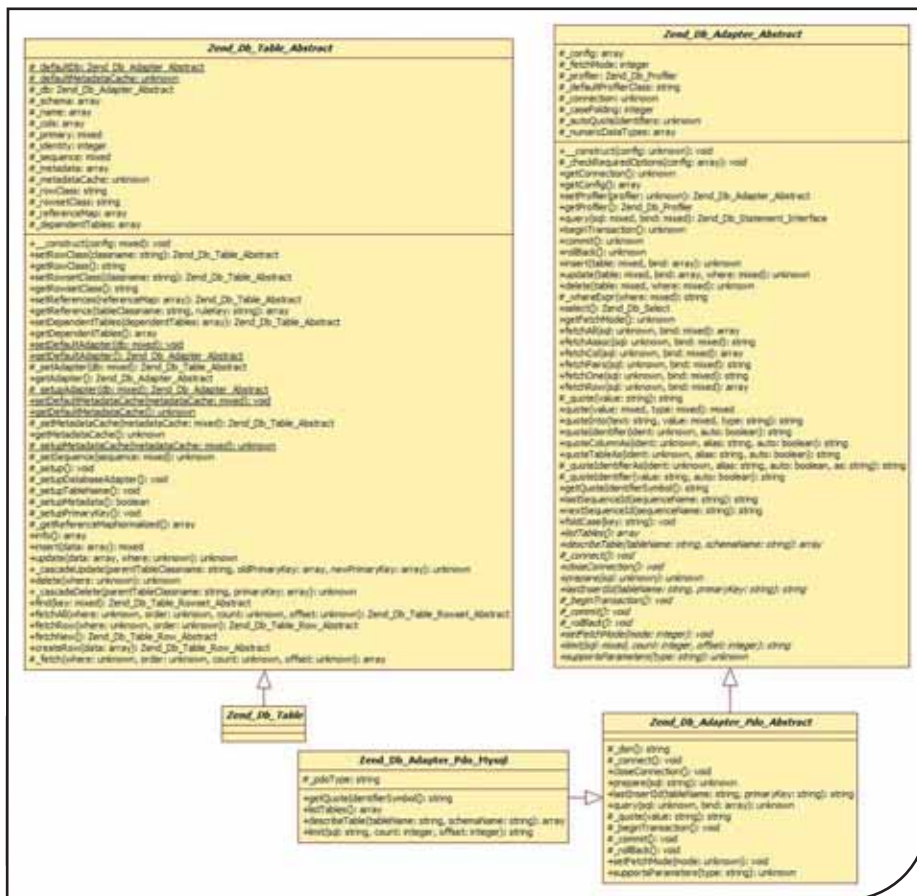 Zend_Db_Table_Abstract
#_defaultDb: Zend_Db_Adapter_Abstract
#_defaultMetadataCache: unknown
#_db: Zend_Db_Adapter_Abstract
#_schema: array
#_name: array
#_cols: array
#_primary: mixed
#_identity: integer
#_sequence: mixed
#_metadata: array
#_metadataCache: unknown
#_rowClass: string
#_rowsetClass: string
#_referenceMap: array
#_dependentTables: array
+__construct(config: mixed): void
+setRowClass(classname: string): Zend_Db_Table_Abstract
+getRowClass(): string
+setRowsetClass(classname: string): Zend_Db_Table_Abstract
+getRowsetClass(): string
+setReferences(referenceMap: array): Zend_Db_Table_Abstract
+getReference(tableClassname: string, ruleKey: string): array
+setDependentTables(dependentTables: array): Zend_Db_Table_Abstract
+getDependentTables(): array
+setDefaultAdapter(db: mixed): void
+getDefaultAdapter(): Zend_Db_Adapter_Abstract
#_setAdapter(db: mixed): Zend_Db_Table_Abstract
+getAdapter(): Zend_Db_Adapter_Abstract
#_setupAdapter(db: mixed): Zend_Db_Adapter_Abstract
+setDefaultMetadataCache(metadataCache: mixed): void
+getDefaultMetadataCache(): unknown
#_setMetadataCache(metadataCache: mixed): Zend_Db_Table_Abstract
+getMetadataCache(): unknown
#_setupMetadataCache(metadataCache: mixed): unknown
#_setSequence(sequence: mixed): unknown
#_setup(): void
#_setupDatabaseAdapter(): void
#_setupTableName(): void
#_setupMetadata(): boolean
#_setupPrimaryKey(): void
#_getReferenceMapNormalized(): array
+info(): array
+insert(data: array): mixed
+update(data: array, where: unknown): unknown
+_cascadeUpdate(parentTableClassname: string, oldPrimaryKey: array, newPrimaryKey: array): unknown
+delete(where: unknown): unknown
+_cascadeDelete(parentTableClassname: string, primaryKey: array): unknown
+find(key: mixed): Zend_Db_Table_Rowset_Abstract
+fetchAll(where: unknown, order: unknown, count: unknown, offset: unknown): Zend_Db_Table_Rowset_Abstract
+fetchRow(where: unknown, order: unknown): Zend_Db_Table_Row_Abstract
+fetchNew(): Zend_Db_Table_Row_Abstract
+createRow(data: array): Zend_Db_Table_Row_Abstract
#_fetch(where: unknown, order: unknown, count: unknown, offset: unknown): array
Zend_Db_Table
Zend_Db_Adapter_Abstract
#_config: array
#_fetchMode: integer
#_profiler: Zend_Db_Profiler
#_defaultProfilerClass: string
#_connection: unknown
#_caseFolding: integer
#_autoQuoteIdentifiers: unknown
#_numericDataTypes: array
+__construct(config: unknown): void
#_checkRequiredOptions(config: array): void
+getConnection(): unknown
+getConfig(): array
+setProfiler(profiler: unknown): Zend_Db_Adapter_Abstract
+getProfiler(): Zend_Db_Profiler
+query(sql: mixed, bind: mixed): Zend_Db_Statement_Interface
+beginTransaction(): unknown
+commit(): unknown
+rollBack(): unknown
+insert(table: mixed, bind: array): unknown
+update(table: mixed, bind: array, where: mixed): unknown
+delete(table: mixed, where: mixed): unknown
#_whereExpr(where: mixed): string
+select(): Zend_Db_Select
+getFetchMode(): unknown
+fetchAll(sql: unknown, bind: mixed): array
+fetchAssoc(sql: unknown, bind: mixed): string
+fetchCol(sql: unknown, bind: mixed): array
+fetchPairs(sql: unknown, bind: mixed): string
+fetchOne(sql: unknown, bind: mixed): string
+fetchRow(sql: unknown, bind: mixed): array
#_quote(value: string): string
+quote(value: mixed, type: mixed): mixed
+quoteInto(text: string, value: mixed, type: string): string
+quoteIdentifier(ident: unknown, auto: boolean): string
+quoteColumnAs(ident: unknown, alias: string, auto: boolean): string
+quoteTableAs(ident: unknown, alias: string, auto: boolean): string
#_quoteIdentifierAs(ident: unknown, alias: string, auto: boolean, as: string): string
#_quoteIdentifier(value: string, auto: boolean): string
+getQuoteIdentifierSymbol(): string
+lastSequenceId(sequenceName: string): string
+nextSequenceId(sequenceName: string): string
+foldCase(key: string): void
+listTables(): array
+describeTable(tableName: string, schemaName: string): array
#_connect(): void
+closeConnection(): void
+prepare(sql: unknown): unknown
+lastInsertId(tableName: string, primaryKey: string): string
#_beginTransaction(): void
#_commit(): void
#_rollBack(): void
+setFetchMode(mode: integer): void
+limit(sql: mixed, count: integer, offset: integer): string
+supportsParameters(type: string): unknown
Zend_Db_Adapter_Pdo_Mysql
#_pdoType: string
+getQuoteIdentifierSymbol(): string
+listTables(): array
+describeTable(tableName: string, schemaName: string): array
+limit(sql: string, count: integer, offset: integer): string
Zend_Db_Adapter_Pdo_Abstract
#_dsn(): string
#_connect(): void
+closeConnection(): void
+prepare(sql: string): unknown
+lastInsertId(tableName: string, primaryKey: string): string
+query(sql: unknown, bind: array): unknown
#_quote(value: string): string
#_beginTransaction(): void
#_commit(): void
#_rollBack(): void
+setFetchMode(mode: unknown): void
+supportsParameters(type: string): unknown